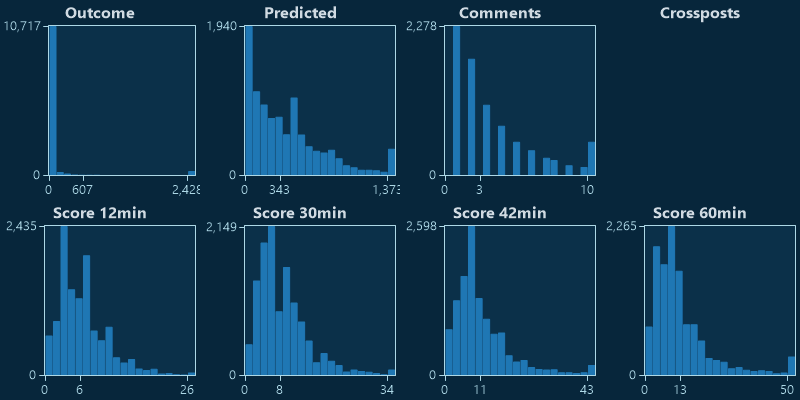 Outcome
10,717
0
0 607 2,428
Predicted
1,940
0
0 343 1,373
Comments
2,278
0
0 3 10
Crossposts
Score 12min
2,435
0
0 6 26
Score 30min
2,149
0
0 8 34
Score 42min
2,598
0
0 11 43
Score 60min
2,265
0
0 13 50